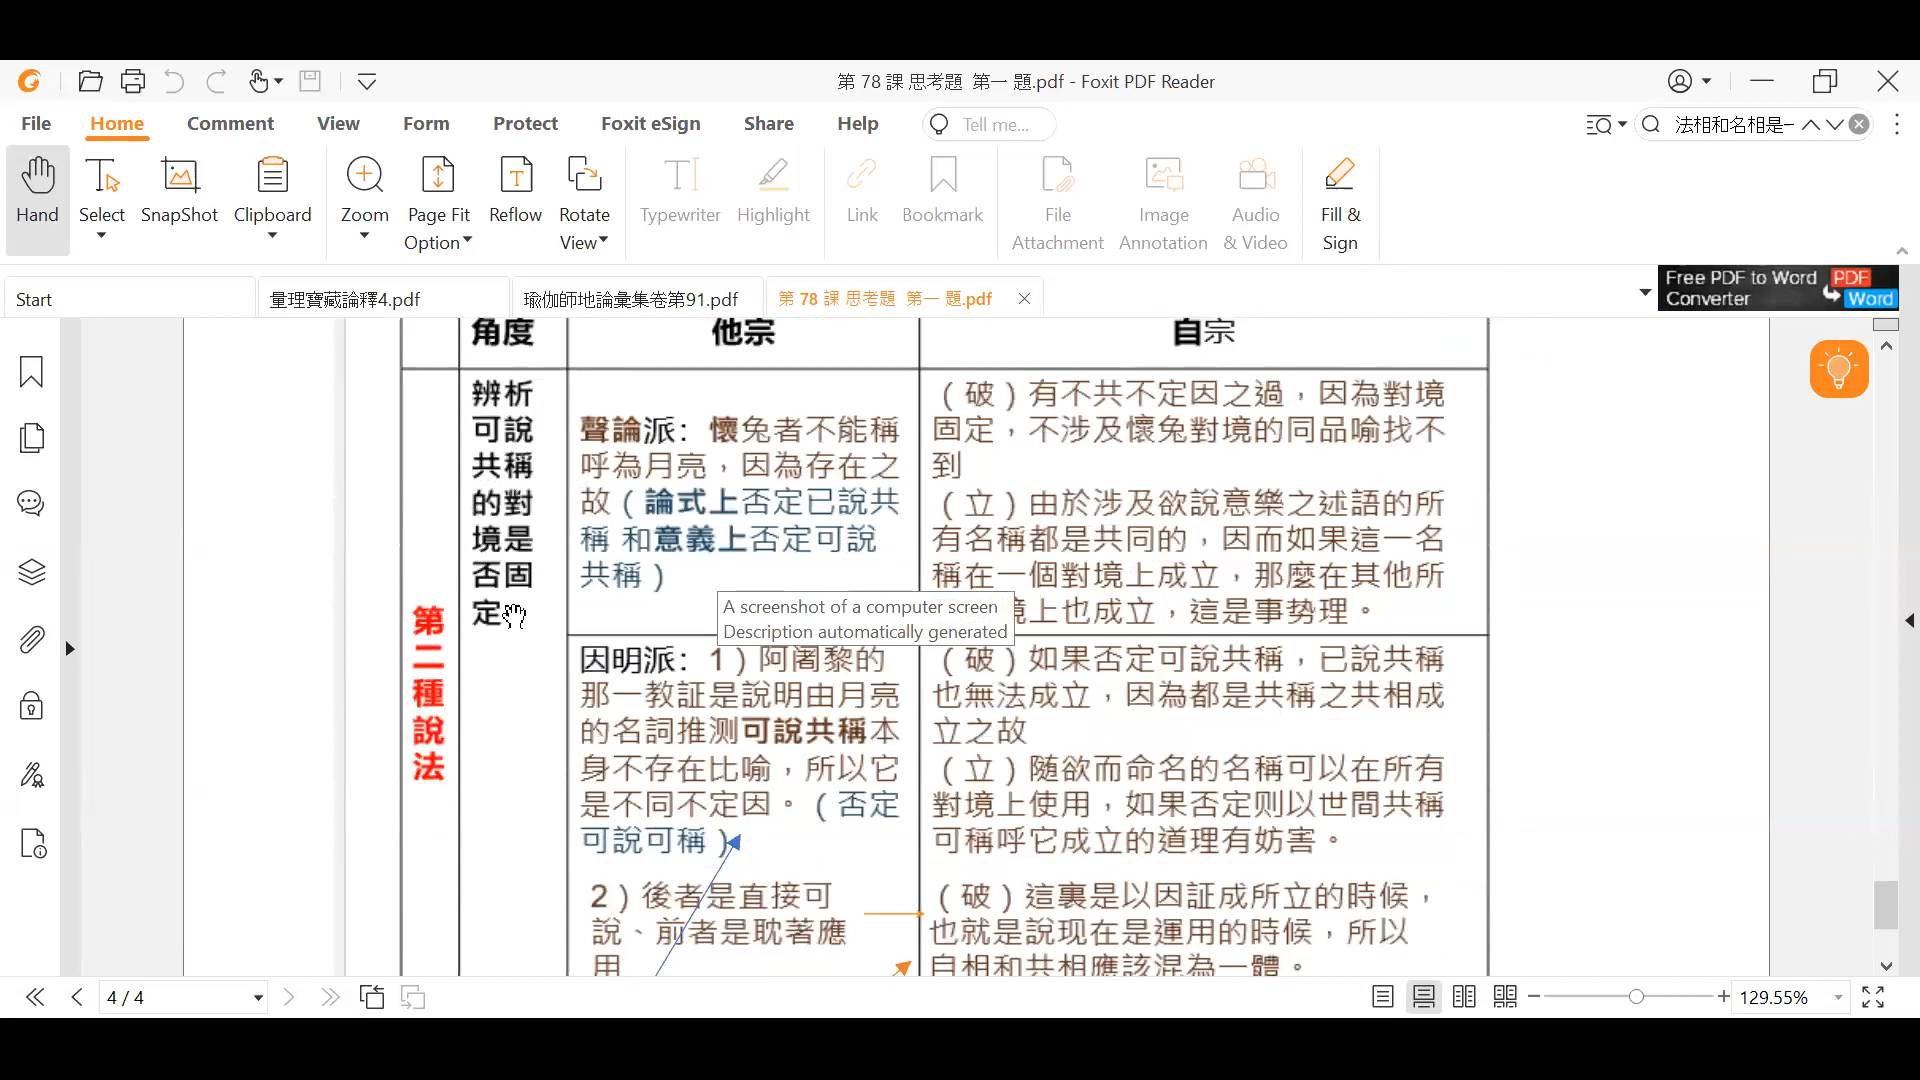 第 78 課 思考題 第一 題.pdf - Foxit PDF Reader
File Home Comment View Form Protect Foxit eSign Share Help Tell me...
法相和名相是
Hand Select SnapShot Clipboard Zoom Page Fit Option Reflow Rotate View Typewriter Highlight Link Bookmark File Attachment Image Annotation Audio & Video Fill & Sign
Start 量理寶藏論釋4.pdf 瑜伽師地論彙集卷第91.pdf 第 78 課 思考題 第一 題.pdf
Free PDF to Word PDF
Converter Word
角度 他宗 自宗
第二種說法
辨析
可說
共稱
的對
境是
否固
定
聲論派：懷兔者不能稱
呼為月亮，因為存在之
故（論式上否定已說共
稱 和意義上否定可說
共稱）
（破）有不共不定因之過，因為對境
固定，不涉及懷兔對境的同品喻找不
到
（立）由於涉及欲說意樂之述語的所
有名稱都是共同的，因而如果這一名
稱在一個對境上成立，那麼在其他所
境上也成立，這是事勢理。
A screenshot of a computer screen
Description automatically generated
因明派：1）阿闍黎的
那一教証是說明由月亮
的名詞推测可說共稱本
身不存在比喻，所以它
是不同不定因。（否定
可說可稱）
（破）如果否定可說共稱，已說共稱
也無法成立，因為都是共稱之共相成
立之故
（立）随欲而命名的名稱可以在所有
對境上使用，如果否定则以世間共稱
可稱呼它成立的道理有妨害。
2）後者是直接可
說、前者是耽著應
用
（破）這裏是以因証成所立的時候，
也就是說现在是運用的時候，所以
自相和共相應該混為一體。
4 / 4
129.55%